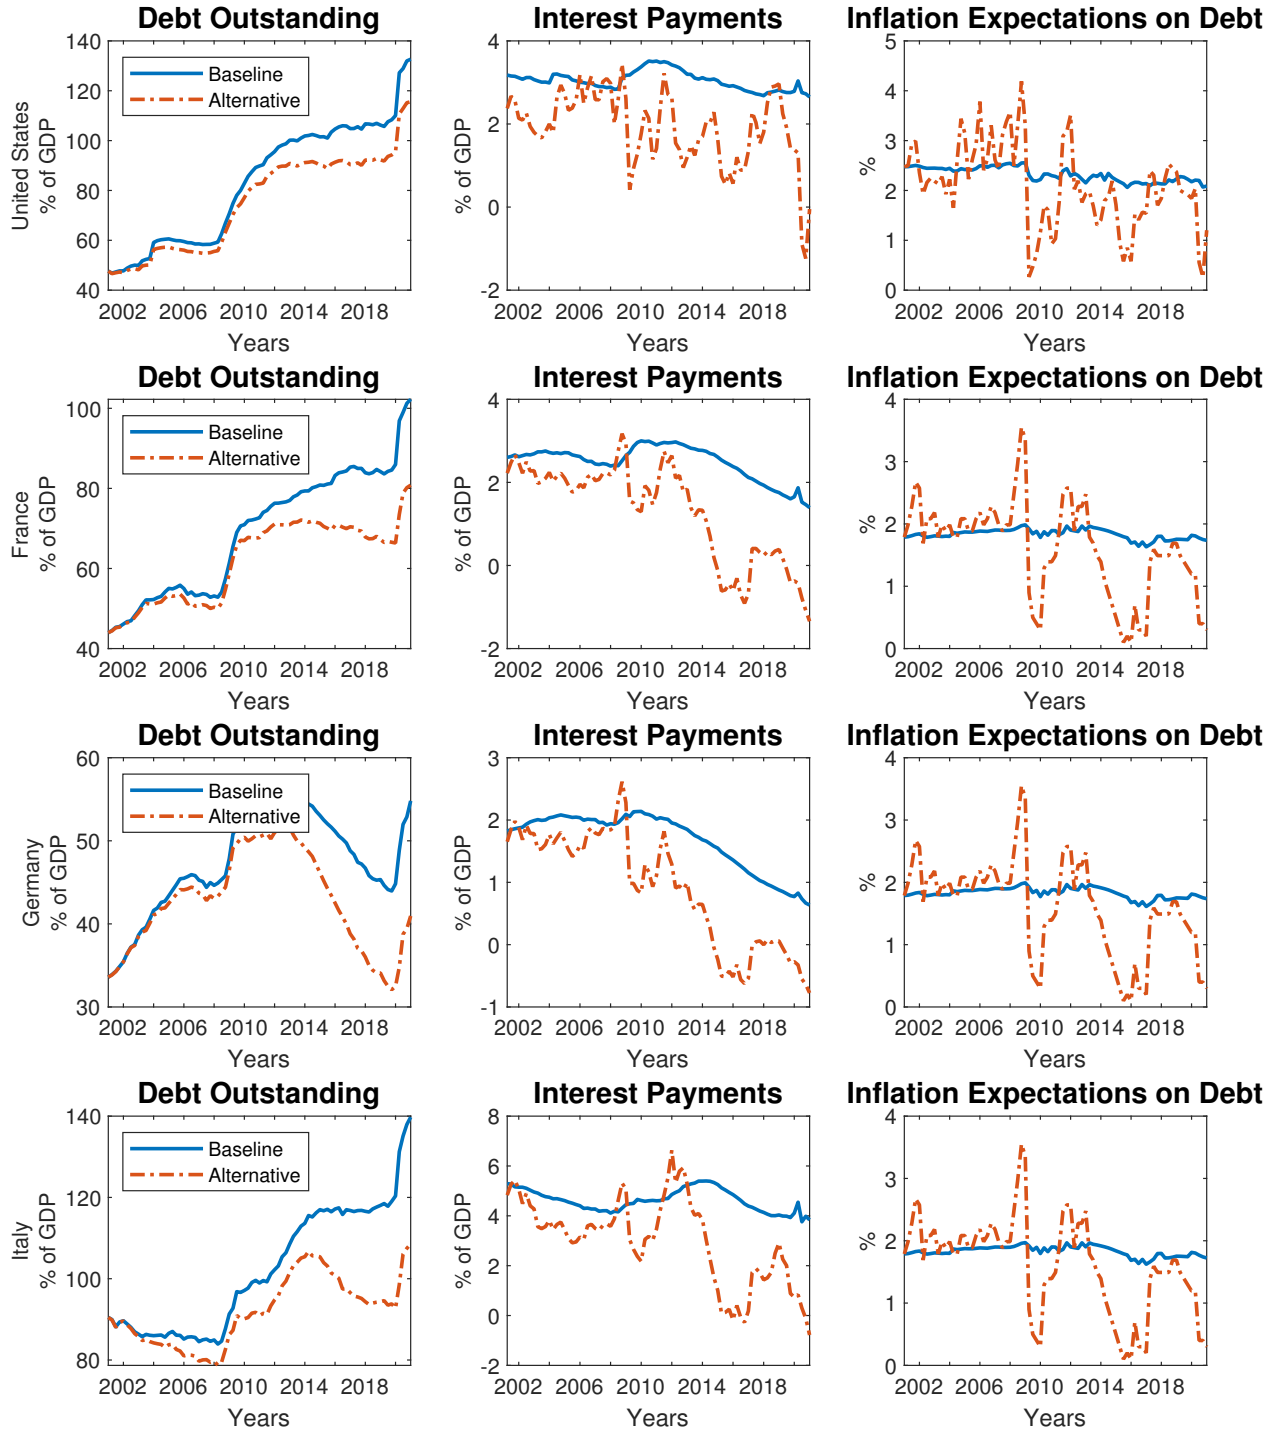 Debt Outstanding
United States
% of GDP
140
120
100
80
60
40
Baseline
Alternative
2002 2006 2010 2014 2018
Years
Interest Payments
% of GDP
4
2
0
-2
2002 2006 2010 2014 2018
Years
Inflation Expectations on Debt
%
5
4
3
2
1
0
2002 2006 2010 2014 2018
Years
Debt Outstanding
France
% of GDP
100
80
60
40
Baseline
Alternative
2002 2006 2010 2014 2018
Years
Interest Payments
% of GDP
4
2
0
-2
2002 2006 2010 2014 2018
Years
Inflation Expectations on Debt
%
4
3
2
1
0
2002 2006 2010 2014 2018
Years
Debt Outstanding
Germany
% of GDP
60
50
40
30
Baseline
Alternative
2002 2006 2010 2014 2018
Years
Interest Payments
% of GDP
3
2
1
0
-1
2002 2006 2010 2014 2018
Years
Inflation Expectations on Debt
%
4
3
2
1
0
2002 2006 2010 2014 2018
Years
Debt Outstanding
Italy
% of GDP
140
120
100
80
Baseline
Alternative
2002 2006 2010 2014 2018
Years
Interest Payments
% of GDP
8
6
4
2
0
-2
2002 2006 2010 2014 2018
Years
Inflation Expectations on Debt
%
4
3
2
1
0
2002 2006 2010 2014 2018
Years